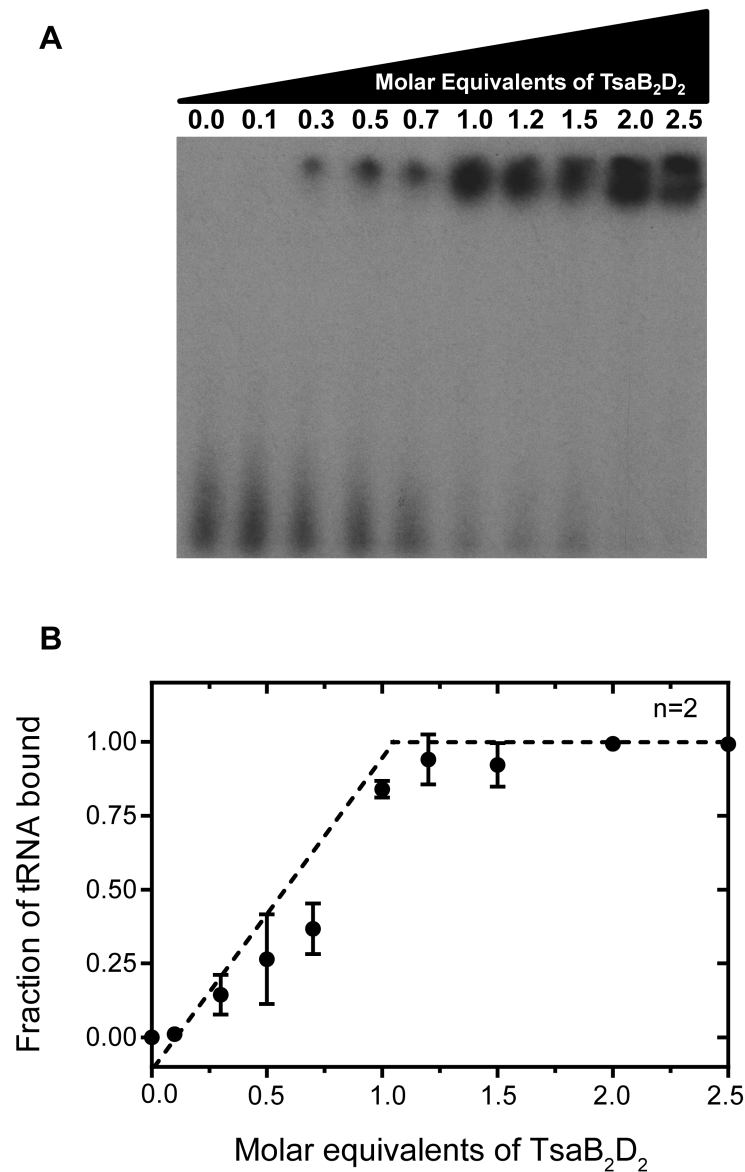 A
Molar Equivalents of TsaB₂D₂
0.0 0.1 0.3 0.5 0.7 1.0 1.2 1.5 2.0 2.5
B
n=2
Fraction of tRNA bound
1.00
0.75
0.50
0.25
0.00
0.0 0.5 1.0 1.5 2.0 2.5
Molar equivalents of TsaB₂D₂